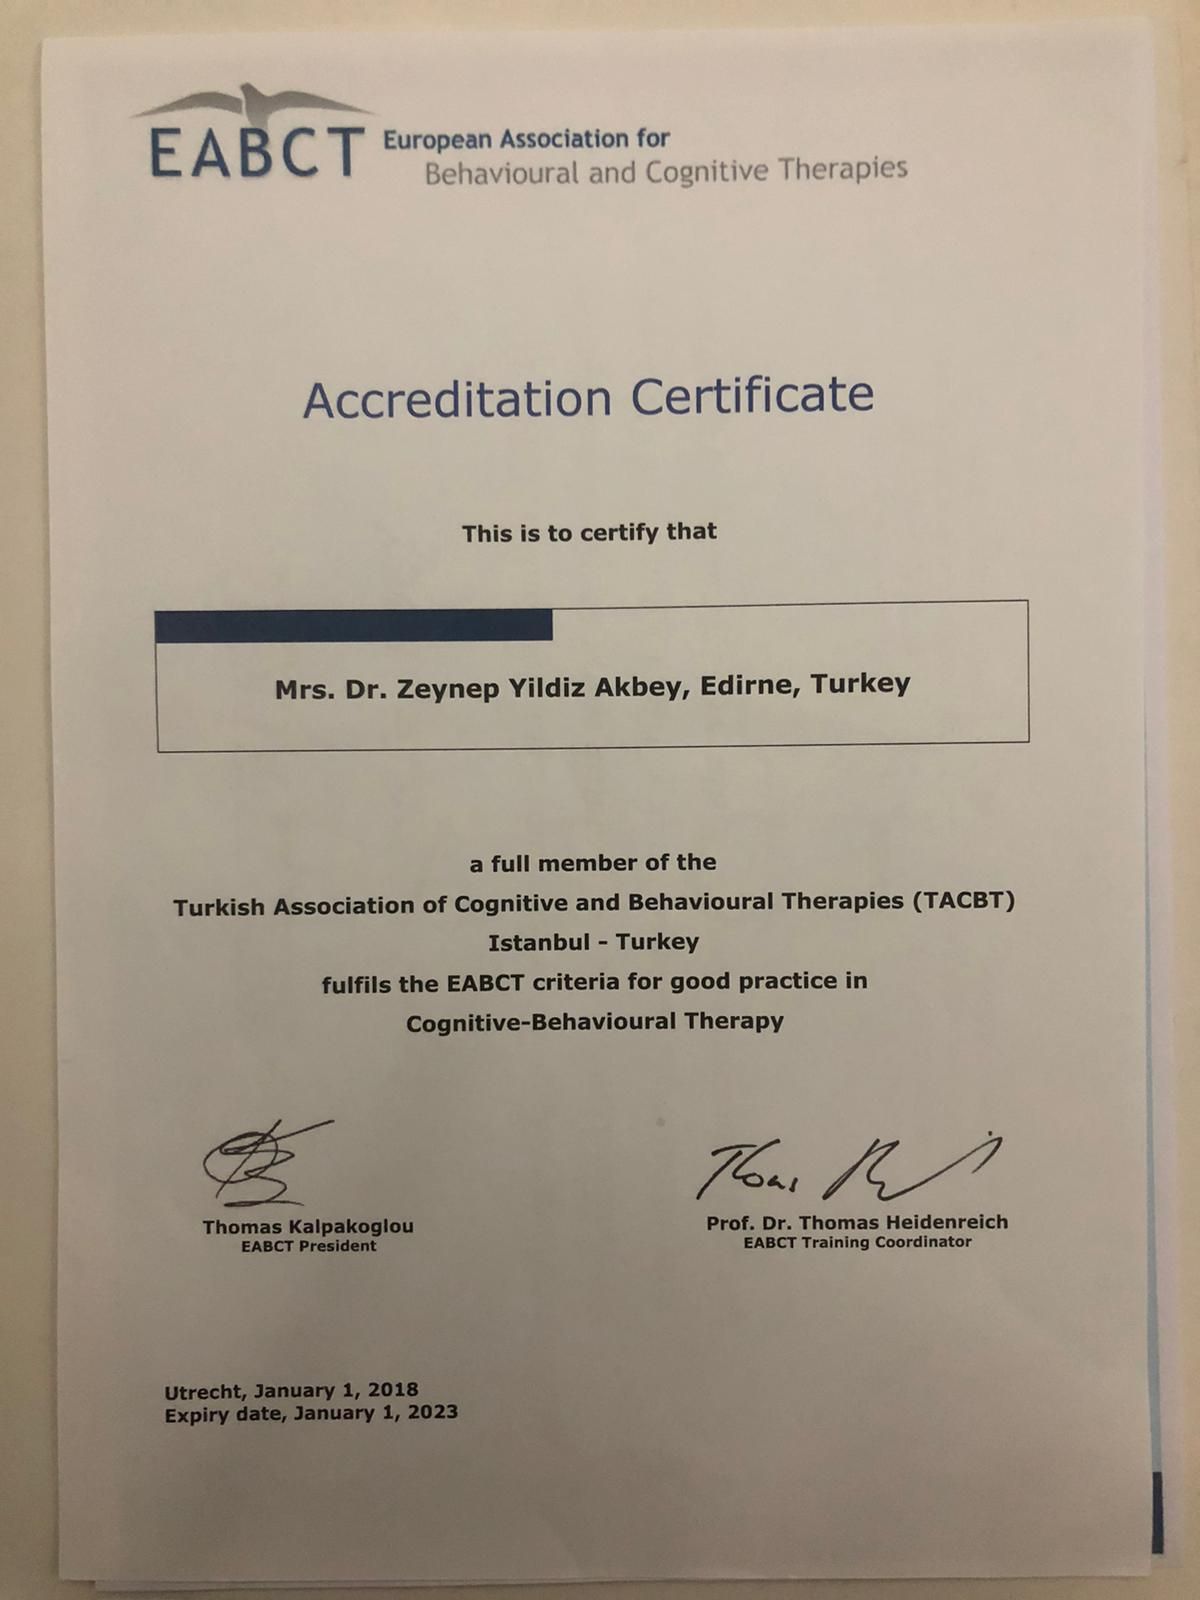 EABCT European Association for
Behavioural and Cognitive Therapies
Accreditation Certificate
This is to certify that
Mrs. Dr. Zeynep Yildiz Akbey, Edirne, Turkey
a full member of the
Turkish Association of Cognitive and Behavioural Therapies (TACBT)
Istanbul - Turkey
fulfils the EABCT criteria for good practice in
Cognitive-Behavioural Therapy
Thomas Kalpakoglou
EABCT President
Prof. Dr. Thomas Heidenreich
EABCT Training Coordinator
Utrecht, January 1, 2018
Expiry date, January 1, 2023